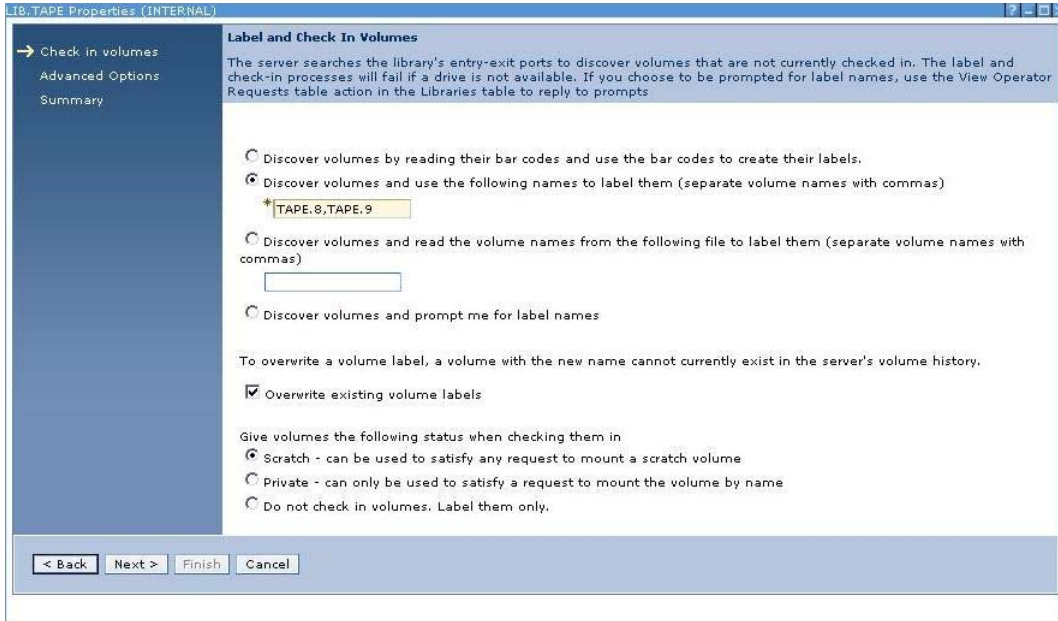 LIB.TAPE Properties (INTERNAL)
Check in volumes
Advanced Options
Summary
Label and Check In Volumes
The server searches the library's entry-exit ports to discover volumes that are not currently checked in. The label and
check-in processes will fail if a drive is not available. If you choose to be prompted for label names, use the View Operator
Requests table action in the Libraries table to reply to prompts
Discover volumes by reading their bar codes and use the bar codes to create their labels.
Discover volumes and use the following names to label them (separate volume names with commas)
* TAPE.8,TAPE.9
Discover volumes and read the volume names from the following file to label them (separate volume names with
commas)
Discover volumes and prompt me for label names
To overwrite a volume label, a volume with the new name cannot currently exist in the server's volume history.
Overwrite existing volume labels
Give volumes the following status when checking them in
Scratch - can be used to satisfy any request to mount a scratch volume
Private - can only be used to satisfy a request to mount the volume by name
Do not check in volumes. Label them only.
< Back Next > Finish Cancel